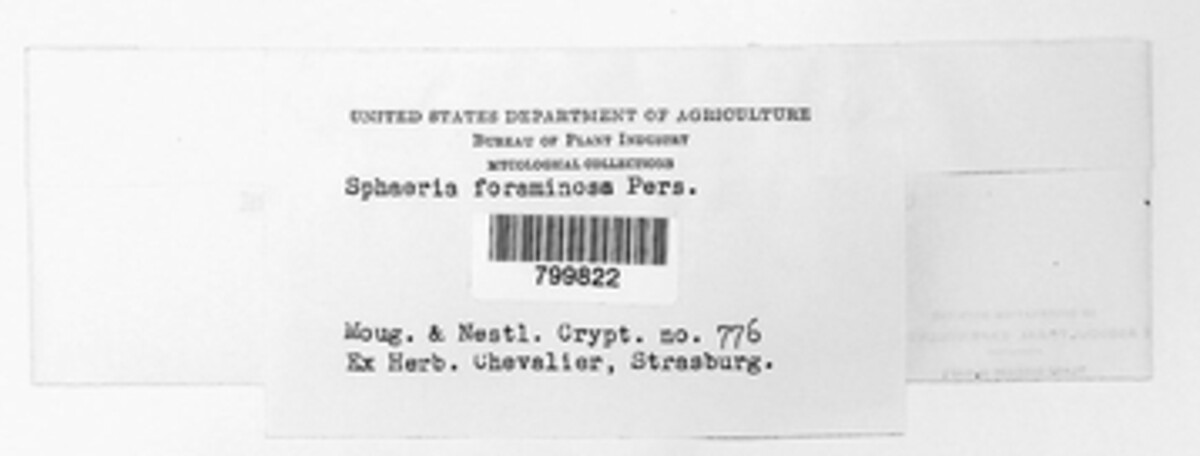 UNITED STATES DEPARTMENT OF AGRICULTURE
BUREAU OF PLANT INDUSTRY
MYCOLOGICAL COLLECTIONS
Sphaeria foraminosa Pers.
799822
Moug. & Nestl. Crypt. no. 776
Ex Herb. Chevalier, Strasburg.